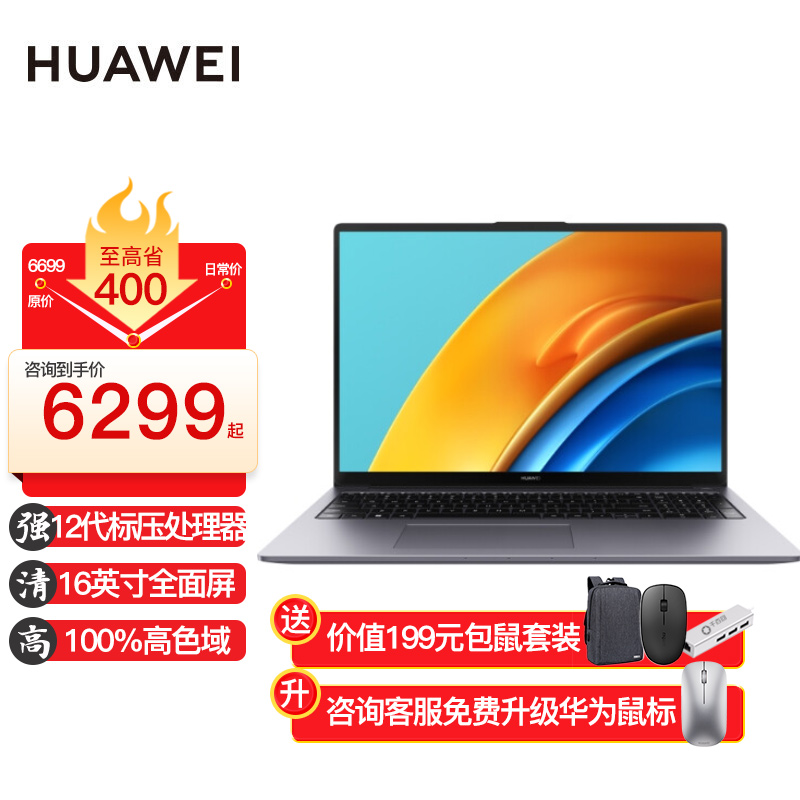 HUAWEI
至高省
400
6699
原价
日常价
咨询到手价
6299起
HUAWEI
强 12代标压处理器
清 16英寸全面屏
高 100%高色域
送 价值199元包鼠套装
升 咨询客服免费升级华为鼠标